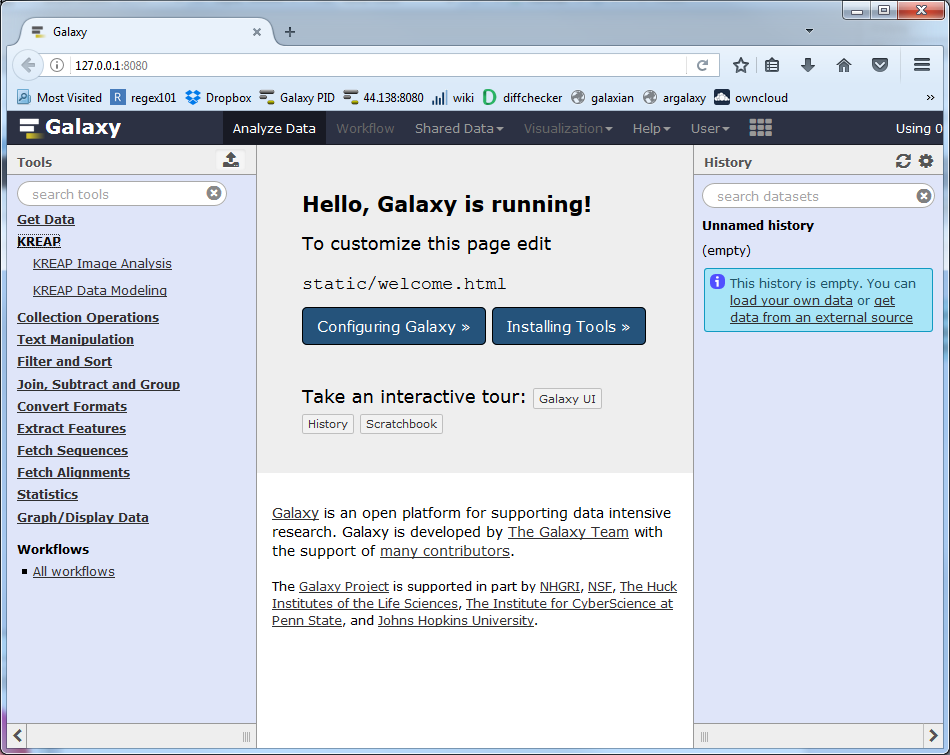 Galaxy
127.0.0.1:8080
Most Visited R regex101 Dropbox Galaxy PID 44.138:8080 wiki D diffchecker galaxian argalaxy owncloud »
Galaxy Analyze Data Workflow Shared Data Visualization Help User Using 0
Tools
search tools
Get Data
KREAP
KREAP Image Analysis
KREAP Data Modeling
Collection Operations
Text Manipulation
Filter and Sort
Join, Subtract and Group
Convert Formats
Extract Features
Fetch Sequences
Fetch Alignments
Statistics
Graph/Display Data
Workflows
All workflows
Hello, Galaxy is running!
To customize this page edit
static/welcome.html
Configuring Galaxy » Installing Tools »
Take an interactive tour: Galaxy UI
History Scratchbook
Galaxy is an open platform for supporting data intensive
research. Galaxy is developed by The Galaxy Team with
the support of many contributors.
The Galaxy Project is supported in part by NHGRI, NSF, The Huck
Institutes of the Life Sciences, The Institute for CyberScience at
Penn State, and Johns Hopkins University.
History
search datasets
Unnamed history
(empty)
This history is empty. You can
load your own data or get
data from an external source